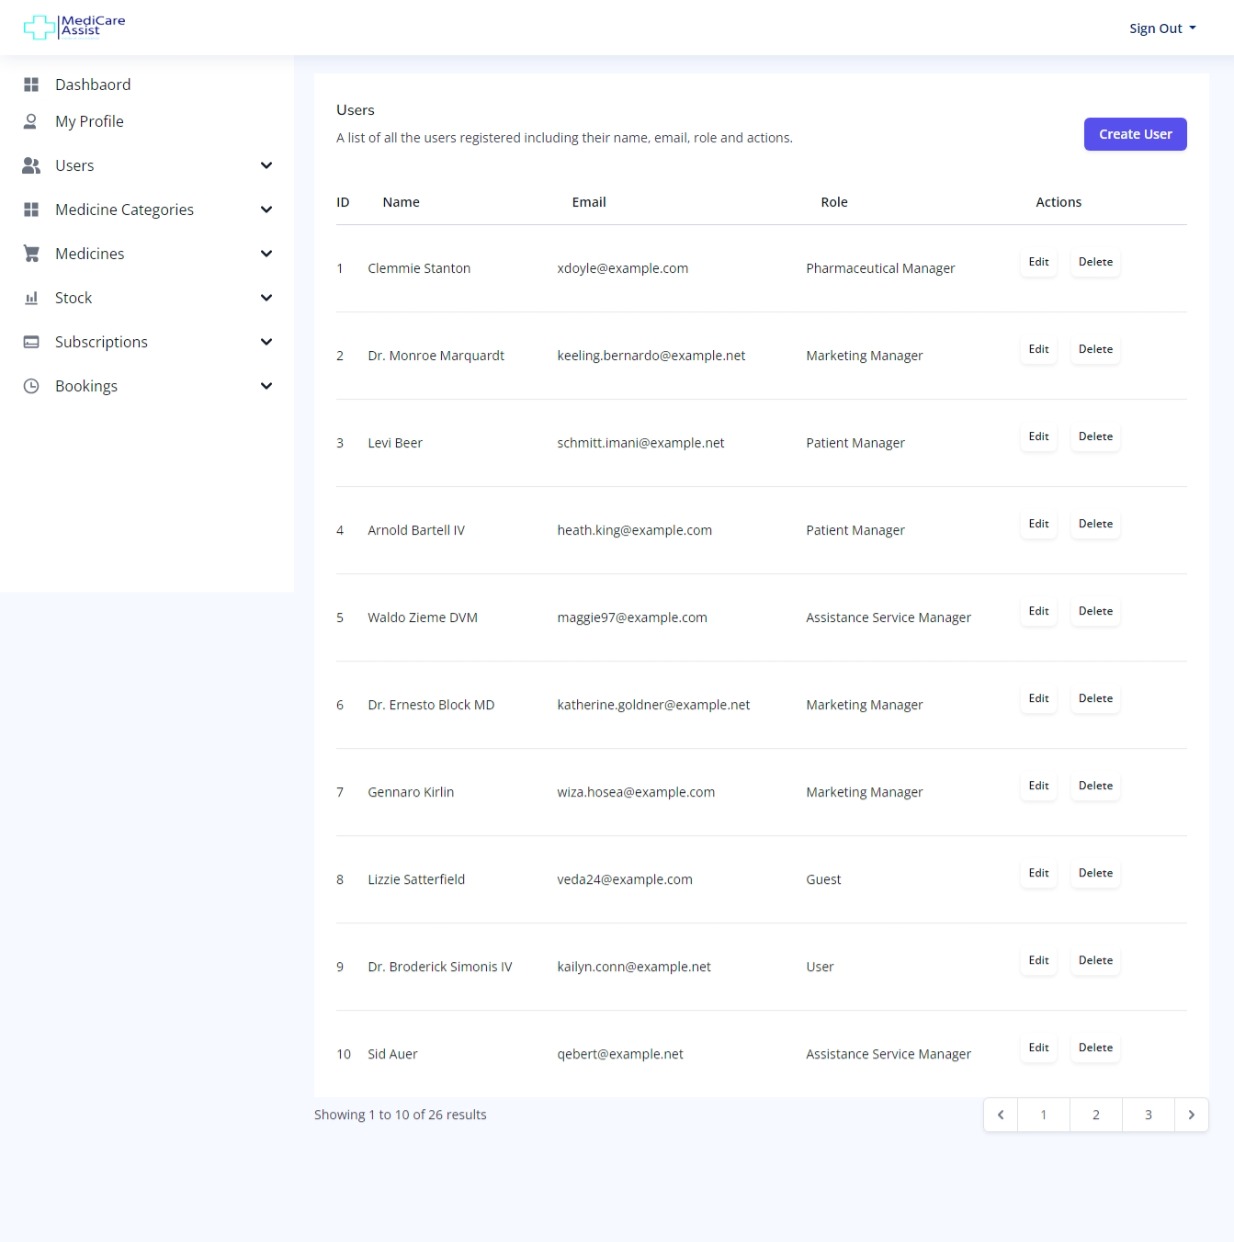 MediCare
Assist
Sign Out
Dashbaord
My Profile
Users
Medicine Categories
Medicines
Stock
Subscriptions
Bookings
Users
A list of all the users registered including their name, email, role and actions.
Create User
ID Name Email Role Actions
1 Clemmie Stanton xdoyle@example.com Pharmaceutical Manager Edit Delete
2 Dr. Monroe Marquardt keeling.bernardo@example.net Marketing Manager Edit Delete
3 Levi Beer schmitt.imani@example.net Patient Manager Edit Delete
4 Arnold Bartell IV heath.king@example.com Patient Manager Edit Delete
5 Waldo Zieme DVM maggie97@example.com Assistance Service Manager Edit Delete
6 Dr. Ernesto Block MD katherine.goldner@example.net Marketing Manager Edit Delete
7 Gennaro Kirlin wiza.hosea@example.com Marketing Manager Edit Delete
8 Lizzie Satterfield veda24@example.com Guest Edit Delete
9 Dr. Broderick Simonis IV kailyn.conn@example.net User Edit Delete
10 Sid Auer qebert@example.net Assistance Service Manager Edit Delete
Showing 1 to 10 of 26 results
1 2 3